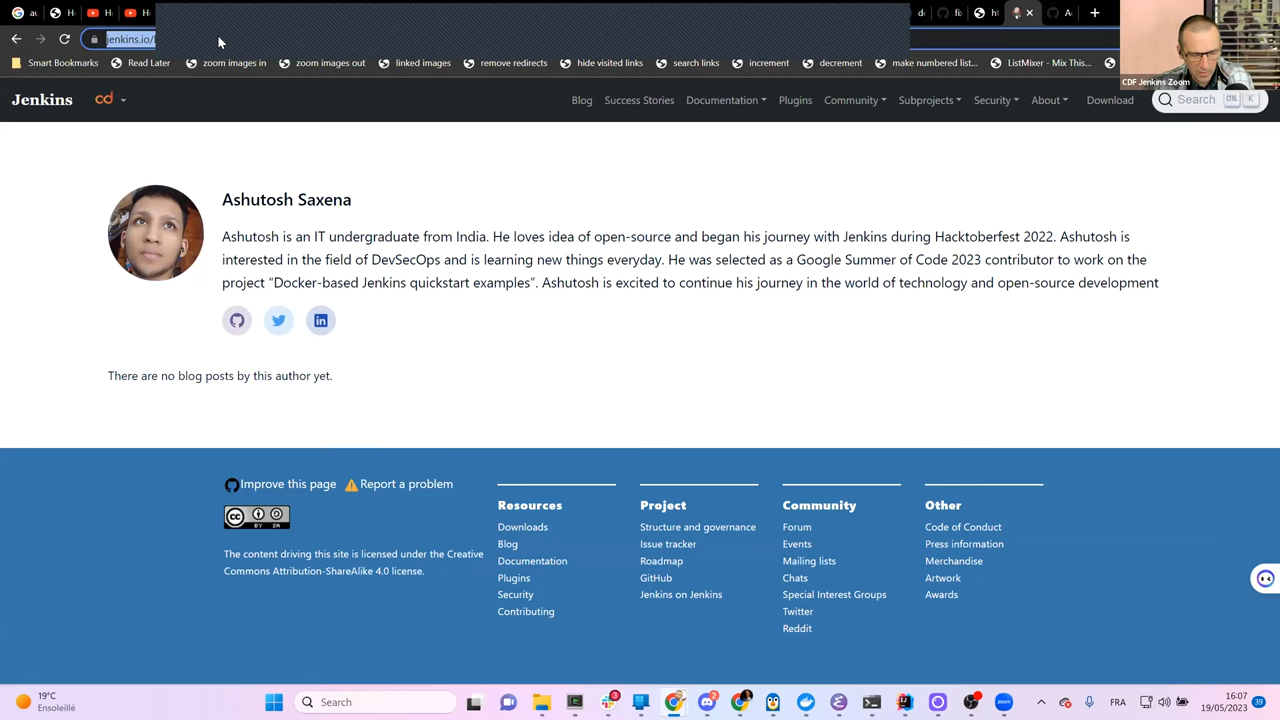 au
H
H
H
d
fi
h
A
jenkins.io/
CDF Jenkins Zoom
Smart Bookmarks
Read Later
zoom images in
zoom images out
linked images
remove redirects
hide visited links
search links
increment
decrement
make numbered list...
ListMixer - Mix This...
Jenkins
cd
Blog
Success Stories
Documentation
Plugins
Community
Subprojects
Security
About
Download
Search
CTRL
K
Ashutosh Saxena
Ashutosh is an IT undergraduate from India. He loves idea of open-source and began his journey with Jenkins during Hacktoberfest 2022. Ashutosh is
interested in the field of DevSecOps and is learning new things everyday. He was selected as a Google Summer of Code 2023 contributor to work on the
project “Docker-based Jenkins quickstart examples”. Ashutosh is excited to continue his journey in the world of technology and open-source development
There are no blog posts by this author yet.
Improve this page
Report a problem
CC
BY SA
The content driving this site is licensed under the Creative
Commons Attribution-ShareAlike 4.0 license.
Resources
Downloads
Blog
Documentation
Plugins
Security
Contributing
Project
Structure and governance
Issue tracker
Roadmap
GitHub
Jenkins on Jenkins
Community
Forum
Events
Mailing lists
Chats
Special Interest Groups
Twitter
Reddit
Other
Code of Conduct
Press information
Merchandise
Artwork
Awards
19°C
Ensoleillé
Search
3
2
FRA
16:07
19/05/2023
39